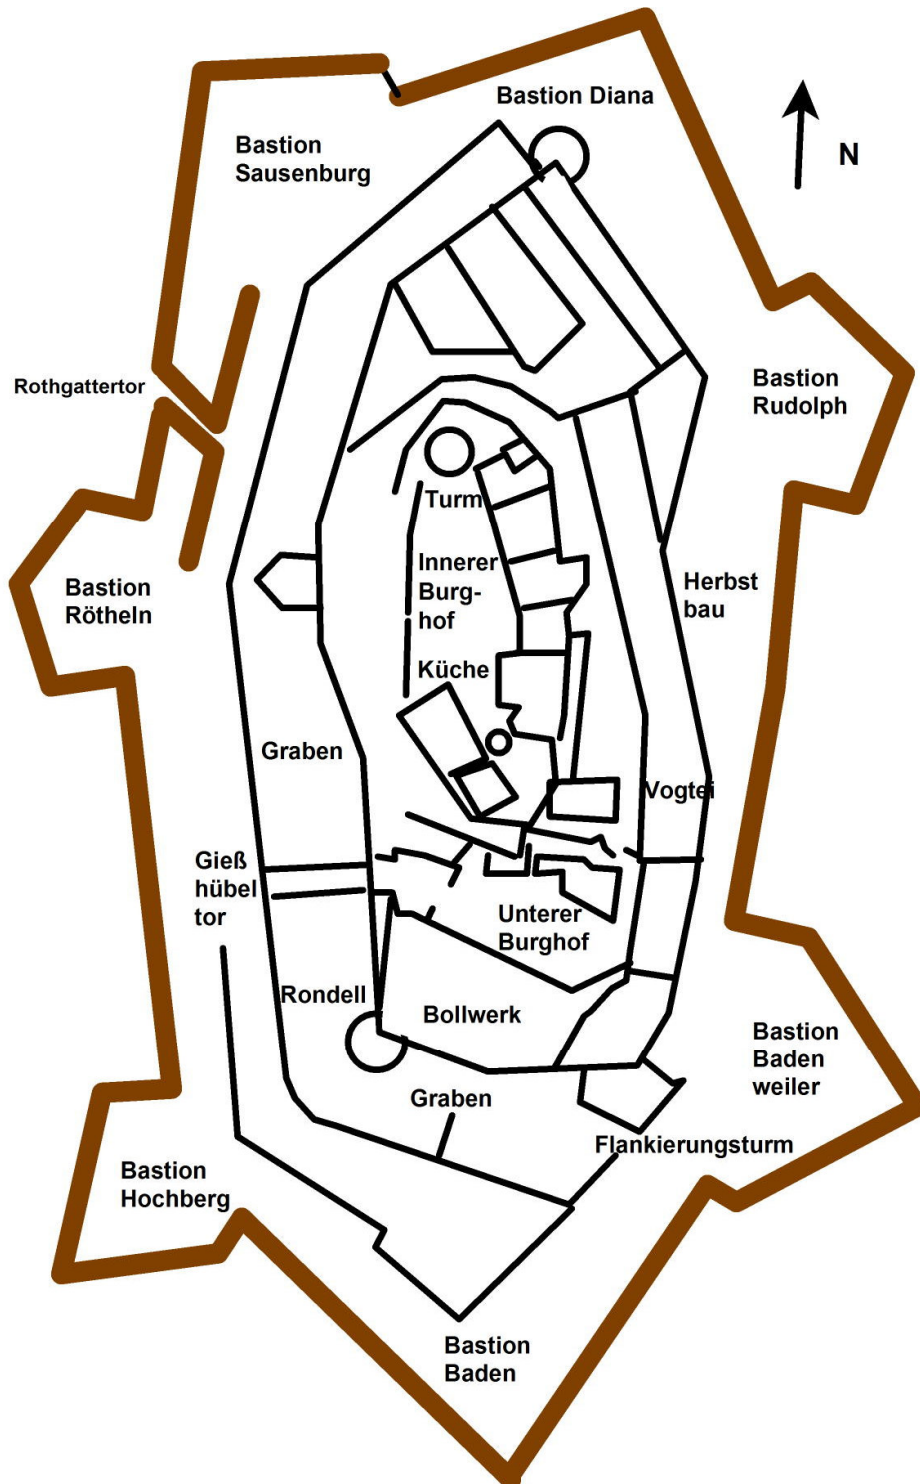 Bastion Diana
Bastion
Sausenburg
N
Rothgattertor
Bastion
Rudolph
Turm
Innerer
Burg-
hof
Bastion
Rötheln
Herbst
bau
Küche
Graben
Vogtei
Gieß
hübel
tor
Unterer
Burghof
Rondell
Bollwerk
Bastion
Baden
weiler
Graben
Flankierungsturm
Bastion
Hochberg
Bastion
Baden